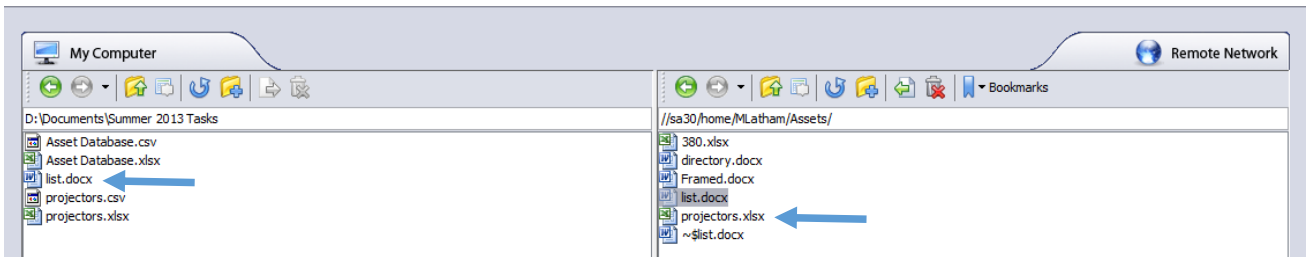 My Computer
Remote Network
Bookmarks
D:\Documents\Summer 2013 Tasks
Asset Database.csv
Asset Database.xlsx
list.docx
projectors.csv
projectors.xlsx
//sa30/home/MLatham/Assets/
380.xlsx
directory.docx
Framed.docx
list.docx
projectors.xlsx
~$list.docx